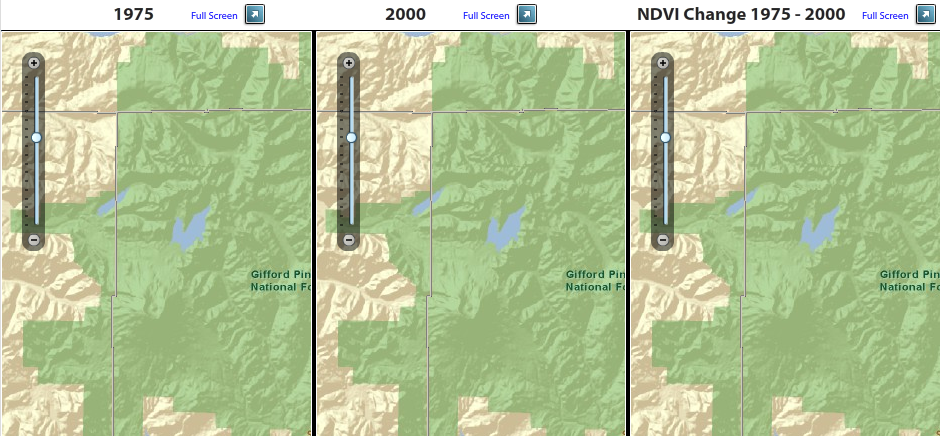 1975 Full Screen
2000 Full Screen
NDVI Change 1975 - 2000 Full Screen
Gifford Pin
National Fo
Gifford Pin
National Fo
Gifford Pin
National Fo